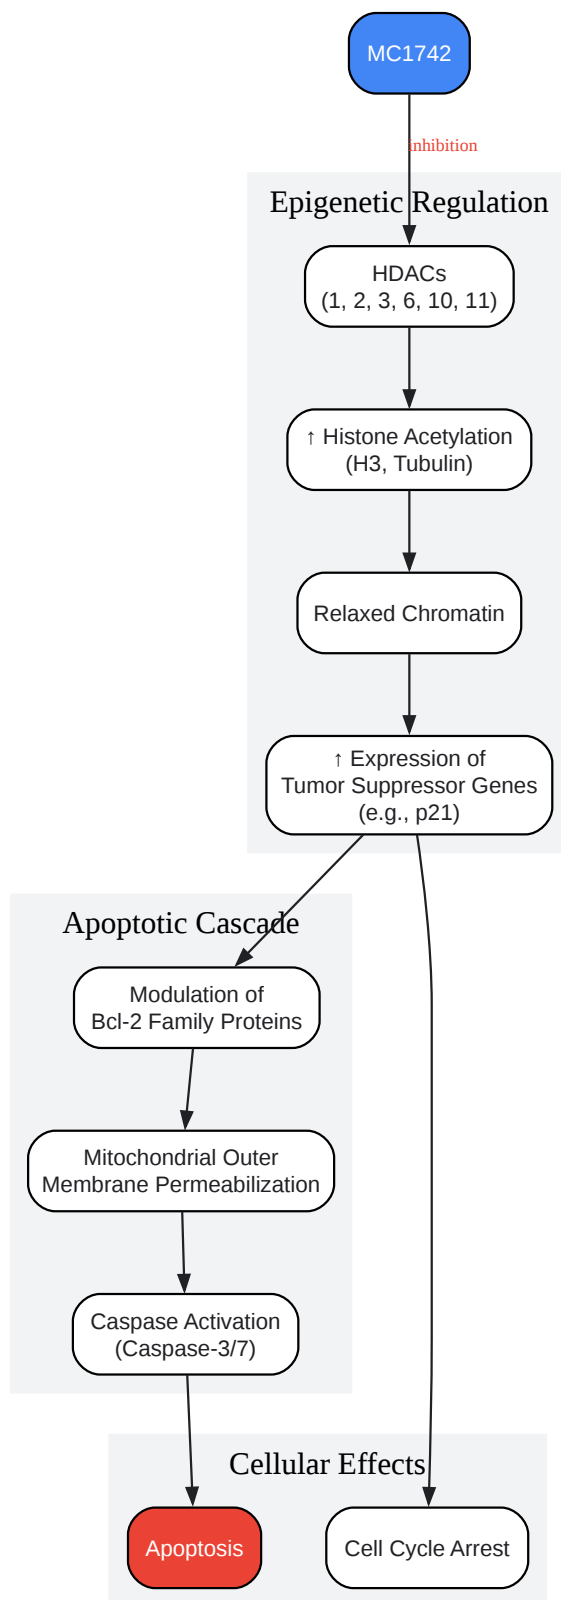 MC1742
inhibition
Epigenetic Regulation
HDACs
(1, 2, 3, 6, 10, 11)
↑ Histone Acetylation
(H3, Tubulin)
Relaxed Chromatin
↑ Expression of
Tumor Suppressor Genes
(e.g., p21)
Apoptotic Cascade
Modulation of
Bcl-2 Family Proteins
Mitochondrial Outer
Membrane Permeabilization
Caspase Activation
(Caspase-3/7)
Cellular Effects
Apoptosis
Cell Cycle Arrest